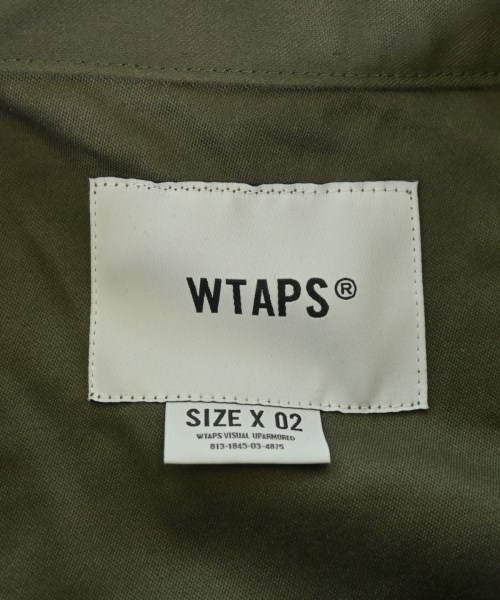 WTAPS®
SIZE X 02
WTAPS VISUAL UPARMORED
813-1845-03-4875